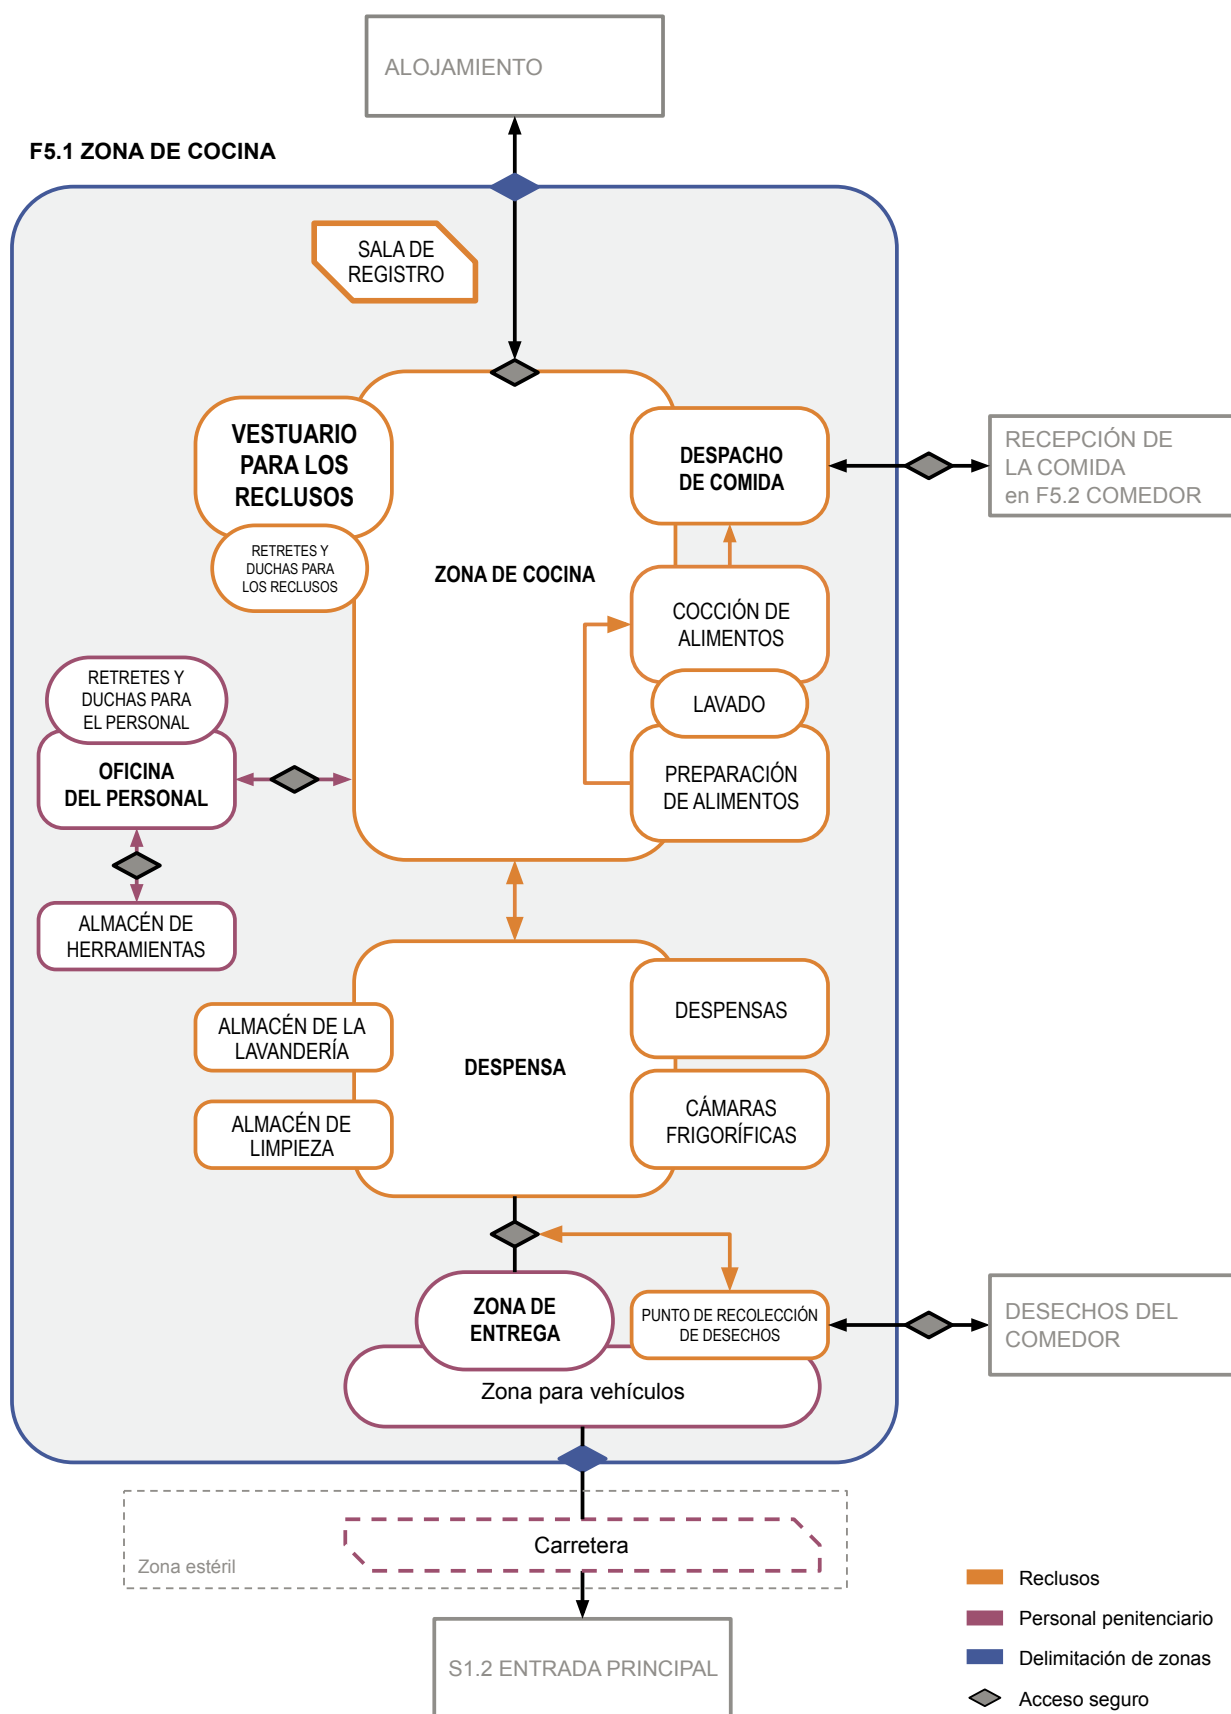 ALOJAMIENTO
F5.1 ZONA DE COCINA
SALA DE
REGISTRO
VESTUARIO
PARA LOS
RECLUSOS
DESPACHO
DE COMIDA
RECEPCIÓN DE
LA COMIDA
en F5.2 COMEDOR
RETRETES Y
DUCHAS PARA
LOS RECLUSOS
ZONA DE COCINA
COCCIÓN DE
ALIMENTOS
RETRETES Y
DUCHAS PARA
EL PERSONAL
LAVADO
OFICINA
DEL PERSONAL
PREPARACIÓN
DE ALIMENTOS
ALMACÉN DE
HERRAMIENTAS
DESPENSAS
ALMACÉN DE LA
LAVANDERÍA
DESPENSA
CÁMARAS
FRIGORÍFICAS
ALMACÉN DE
LIMPIEZA
ZONA DE
ENTREGA
PUNTO DE RECOLECCIÓN
DE DESECHOS
DESECHOS DEL
COMEDOR
Zona para vehículos
Carretera
Zona estéril
S1.2 ENTRADA PRINCIPAL
Reclusos
Personal penitenciario
Delimitación de zonas
Acceso seguro